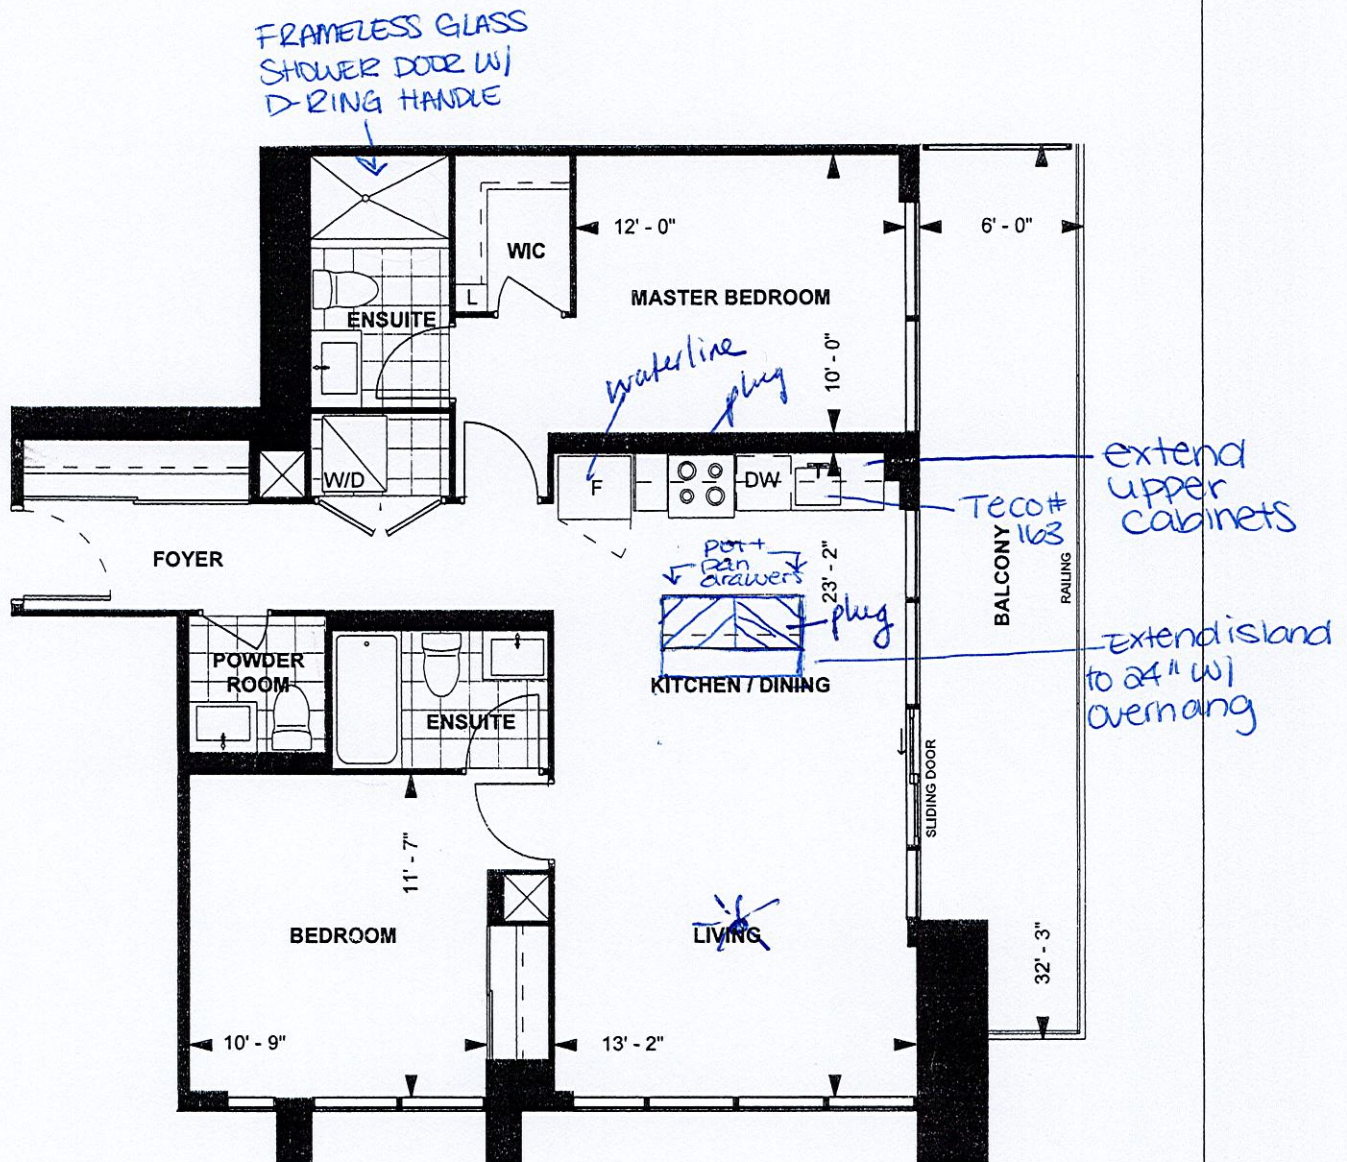 FRAMELESS GLASS
SHOWER DOOR W/
D-RING HANDLE
12' - 0"
6' - 0"
WIC
L
MASTER BEDROOM
ENSUITE
10' - 0"
waterline
plug
W/D
F
DW
extend
upper
cabinets
Teco#
163
FOYER
pot +
pan
drawers
23' - 2"
plug
BALCONY
RAILING
Extend island
to 24" W/
overhang
POWDER
ROOM
KITCHEN / DINING
ENSUITE
SLIDING DOOR
11' - 7"
BEDROOM
LIVING
32' - 3"
10' - 9"
13' - 2"